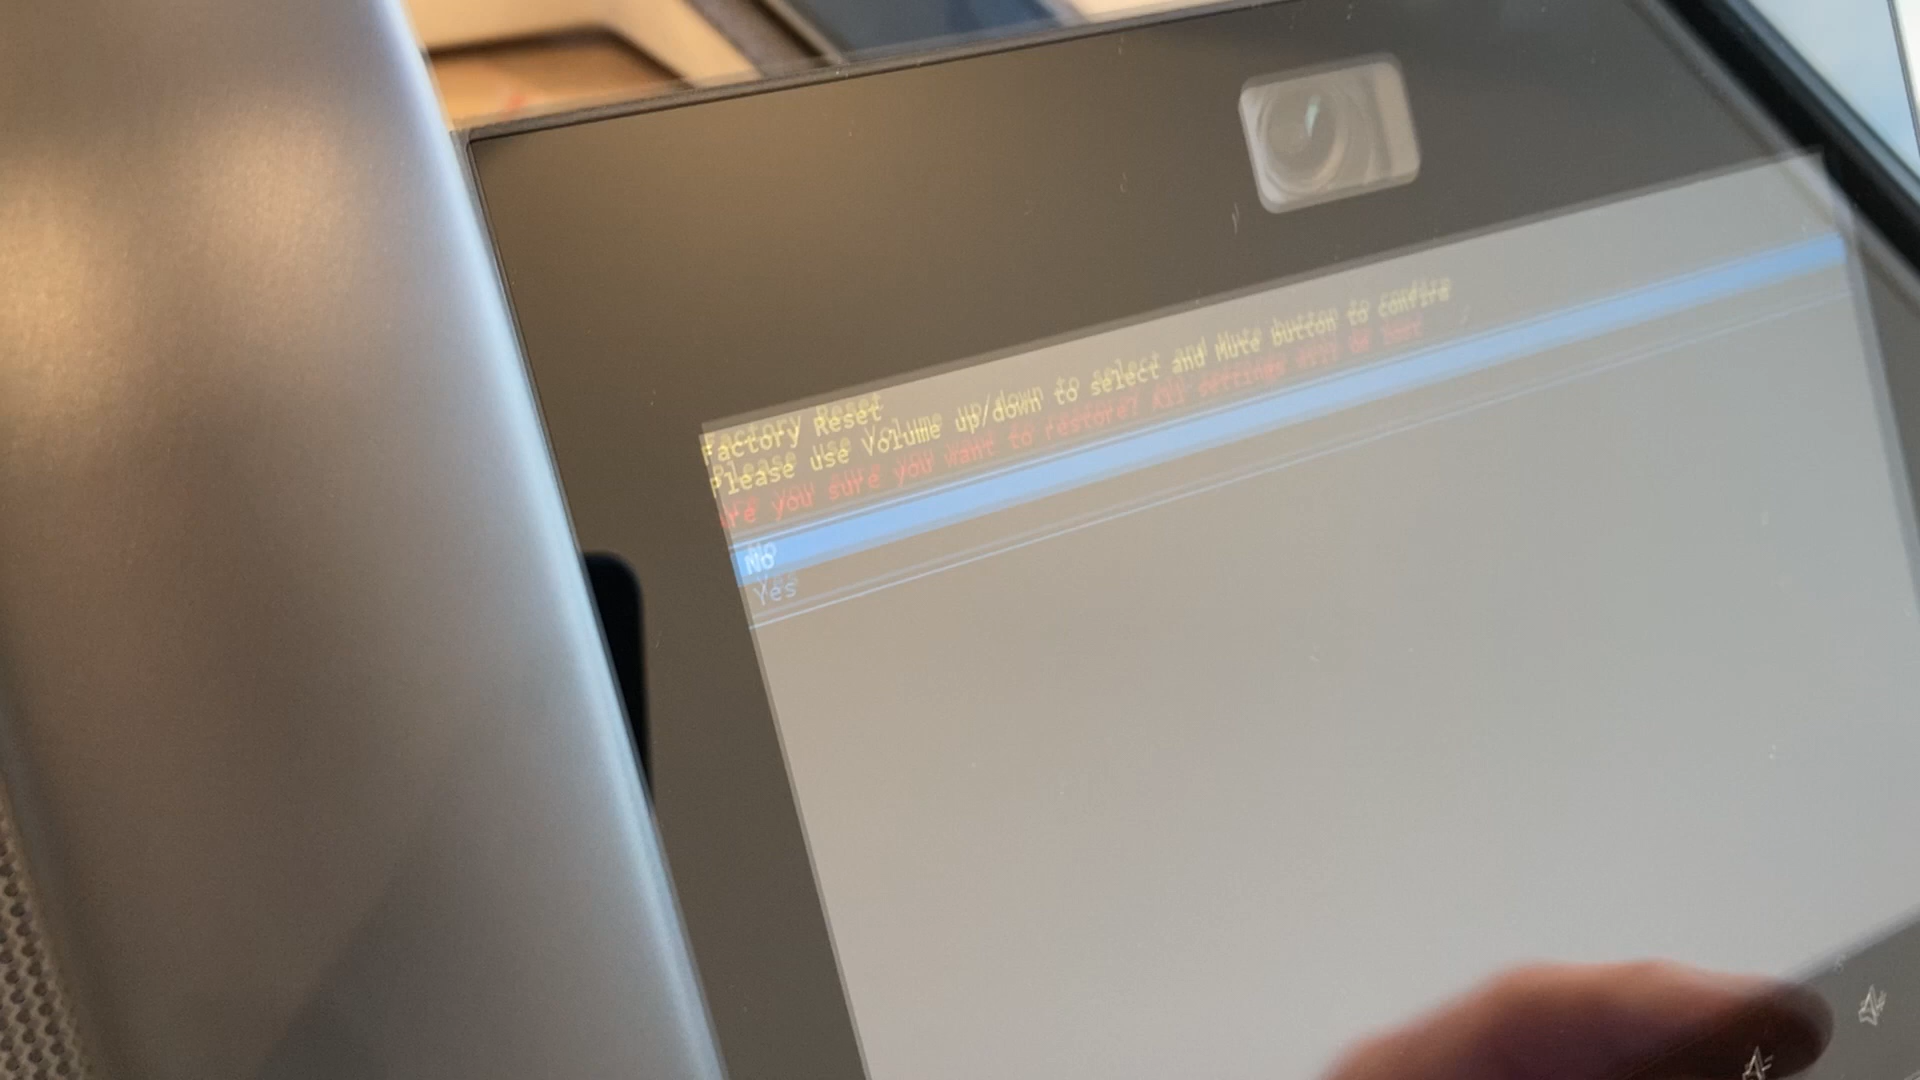 Factory Reset
Please use Volume up/down to select and Mute button to confirm
Are you sure you want to restore? All settings will be lost
No
Yes